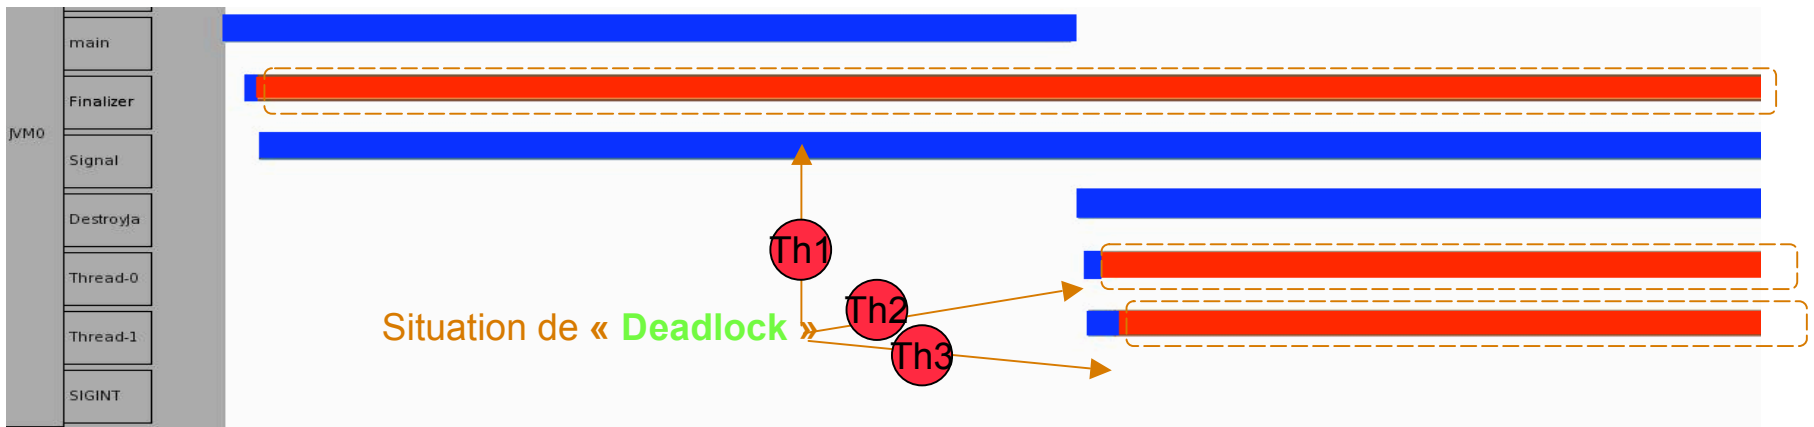 JVM0
main
Finalizer
Signal
DestroyJa
Thread-0
Thread-1
SIGINT
Th1
Th2
Situation de « Deadlock »
Th3